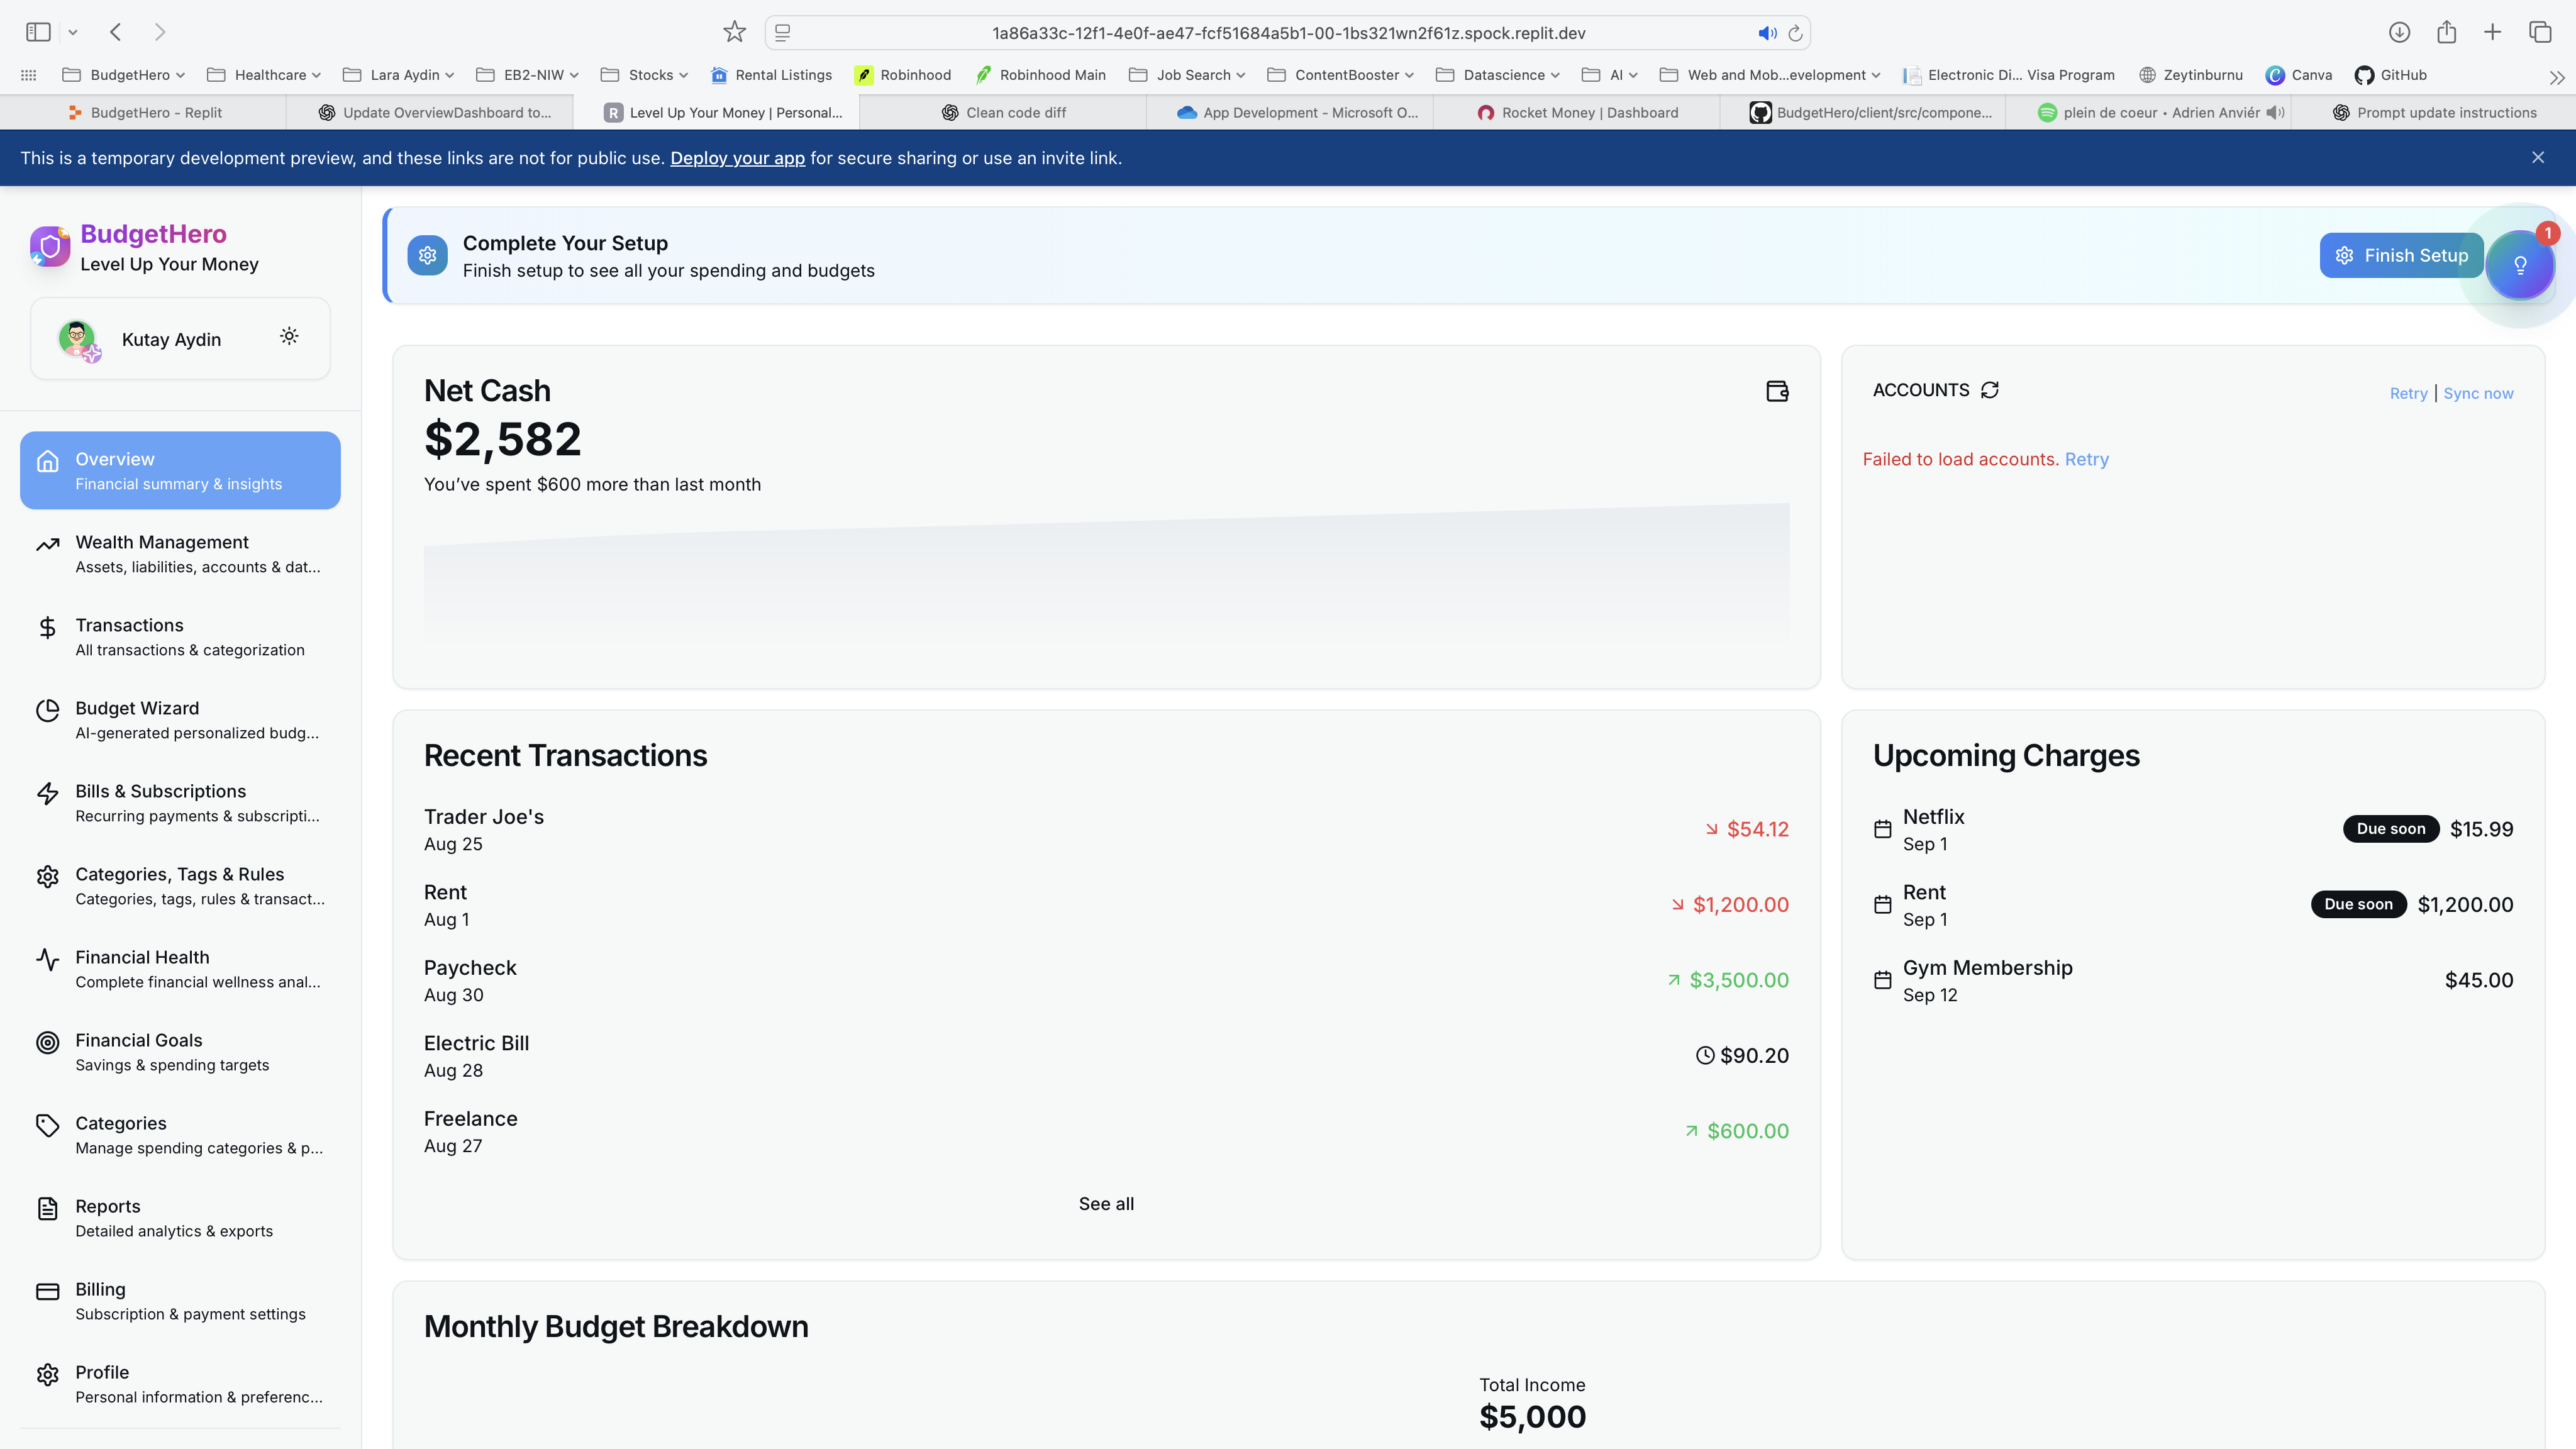 1a86a33c-12f1-4e0f-ae47-fcf51684a5b1-00-1bs321wn2f61z.spock.replit.dev
BudgetHero Healthcare Lara Aydin EB2-NIW Stocks Rental Listings Robinhood Robinhood Main Job Search ContentBooster Datascience AI Web and Mob...evelopment Electronic Di... Visa Program Zeytinburnu Canva GitHub
BudgetHero - Replit Update OverviewDashboard to... R Level Up Your Money | Personal... Clean code diff App Development - Microsoft O... Rocket Money | Dashboard BudgetHero/client/src/compone... plein de coeur • Adrien Anviér Prompt update instructions
This is a temporary development preview, and these links are not for public use. Deploy your app for secure sharing or use an invite link.
BudgetHero
Level Up Your Money
Kutay Aydin
Overview
Financial summary & insights
Wealth Management
Assets, liabilities, accounts & dat...
Transactions
All transactions & categorization
Budget Wizard
AI-generated personalized budg...
Bills & Subscriptions
Recurring payments & subscripti...
Categories, Tags & Rules
Categories, tags, rules & transact...
Financial Health
Complete financial wellness anal...
Financial Goals
Savings & spending targets
Categories
Manage spending categories & p...
Reports
Detailed analytics & exports
Billing
Subscription & payment settings
Profile
Personal information & preferenc...
Complete Your Setup
Finish setup to see all your spending and budgets
Finish Setup
1
Net Cash
$2,582
You’ve spent $600 more than last month
ACCOUNTS
Retry | Sync now
Failed to load accounts. Retry
Recent Transactions
Trader Joe's
Aug 25
$54.12
Rent
Aug 1
$1,200.00
Paycheck
Aug 30
$3,500.00
Electric Bill
Aug 28
$90.20
Freelance
Aug 27
$600.00
See all
Upcoming Charges
Netflix
Sep 1
Due soon $15.99
Rent
Sep 1
Due soon $1,200.00
Gym Membership
Sep 12
$45.00
Monthly Budget Breakdown
Total Income
$5,000